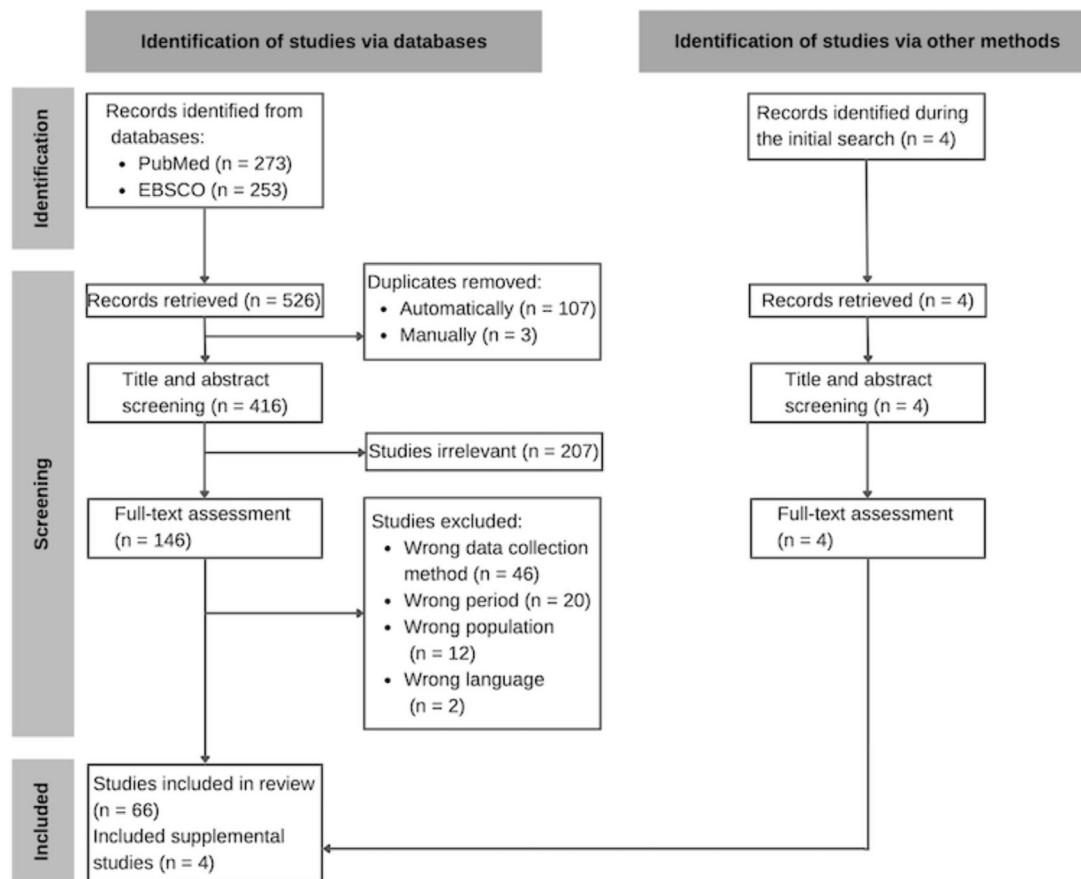 Identification of studies via databases
Identification of studies via other methods
Identification
Records identified from
databases:
• PubMed (n = 273)
• EBSCO (n = 253)
Records identified during
the initial search (n = 4)
Screening
Records retrieved (n = 526)
Duplicates removed:
• Automatically (n = 107)
• Manually (n = 3)
Records retrieved (n = 4)
Title and abstract
screening (n = 416)
Title and abstract
screening (n = 4)
Studies irrelevant (n = 207)
Full-text assessment
(n = 146)
Studies excluded:
• Wrong data collection
method (n = 46)
• Wrong period (n = 20)
• Wrong population
(n = 12)
• Wrong language
(n = 2)
Full-text assessment
(n = 4)
Included
Studies included in review
(n = 66)
Included supplemental
studies (n = 4)